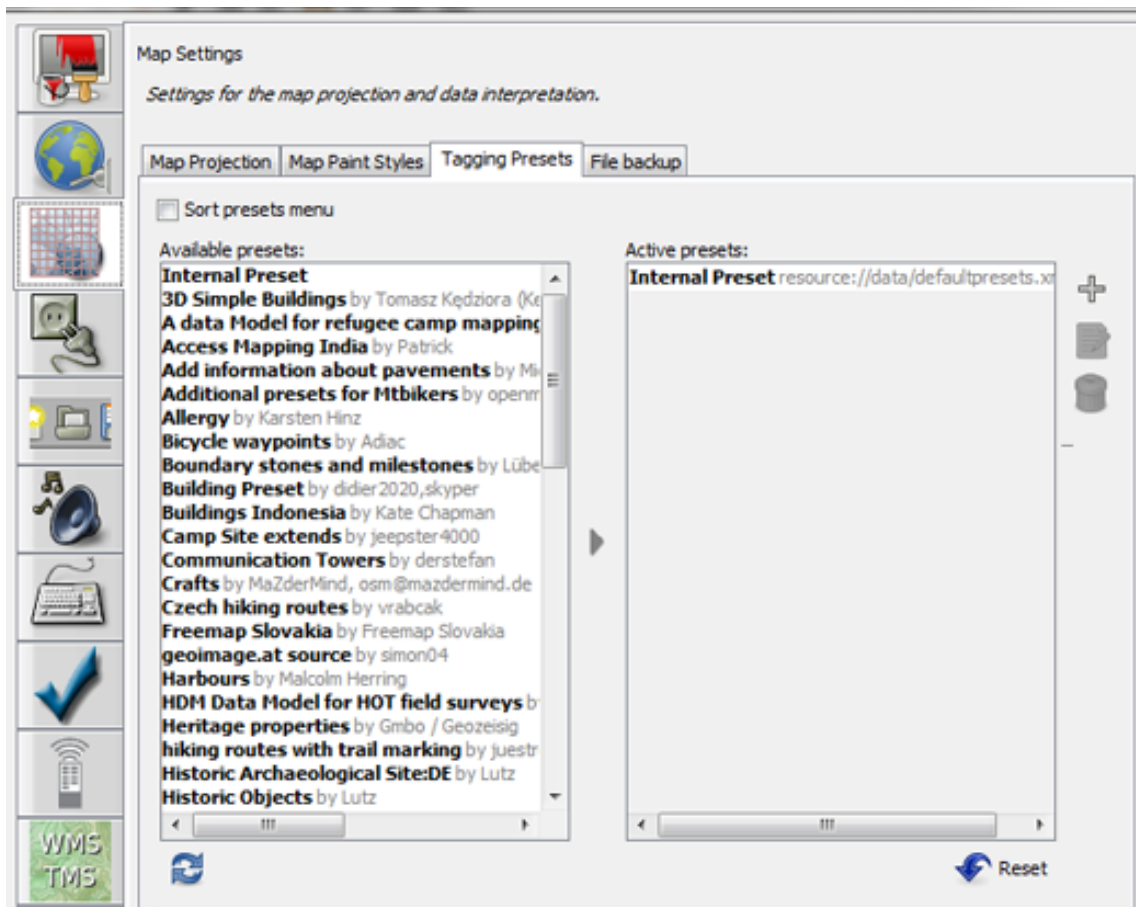 Map Settings
Settings for the map projection and data interpretation.
Map Projection Map Paint Styles Tagging Presets File backup
Sort presets menu
Available presets:
Internal Preset
3D Simple Buildings by Tomasz Kędziora (Ke
A data Model for refugee camp mapping
Access Mapping India by Patrick
Add information about pavements by Mi
Additional presets for Mtbikers by openm
Allergy by Karsten Hinz
Bicycle waypoints by Adiac
Boundary stones and milestones by Lübe
Building Preset by didier2020,skyper
Buildings Indonesia by Kate Chapman
Camp Site extends by jeepster4000
Communication Towers by derstefan
Crafts by MaZderMind, osm@mazdermind.de
Czech hiking routes by vrabcak
Freemap Slovakia by Freemap Slovakia
geoimage.at source by simon04
Harbours by Malcolm Herring
HDM Data Model for HOT field surveys b
Heritage properties by Gmbo / Geozeisig
hiking routes with trail marking by juestr
Historic Archaeological Site:DE by Lutz
Historic Objects by Lutz
Active presets:
Internal Preset resource://data/defaultpresets.xm
Reset
WMS
TMS